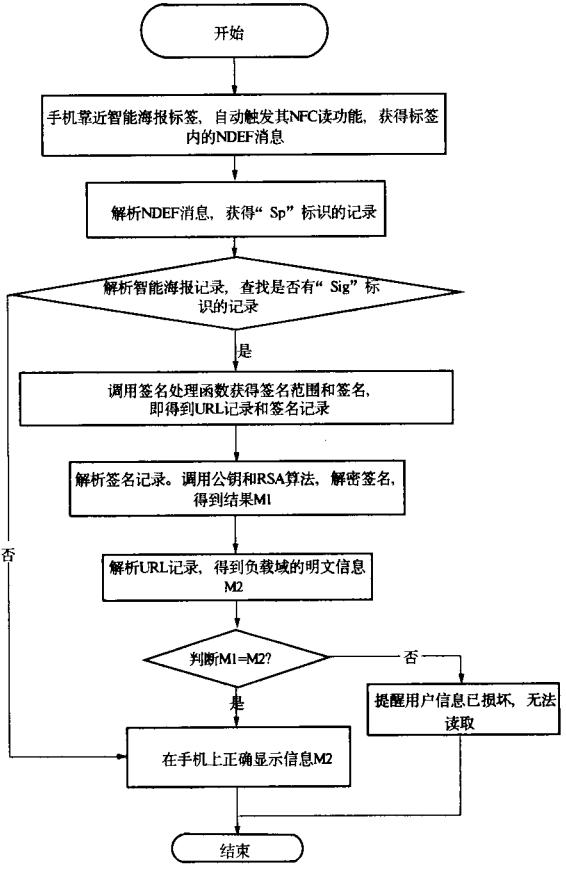 开始
手机靠近智能海报标签，自动触发其NFC读功能，获得标签
内的NDEF消息
解析NDEF消息，获得“Sp”标识的记录
解析智能海报记录，查找是否有“Sig”标
识的记录
是
调用签名处理函数获得签名范围和签名，
即得到URL记录和签名记录
解析签名记录。调用公钥和RSA算法，解密签名，
得到结果M1
否
解析URL记录，得到负载域的明文信息
M2
判断M1=M2?
否
是
提醒用户信息已损坏，无法
读取
在手机上正确显示信息M2
结束